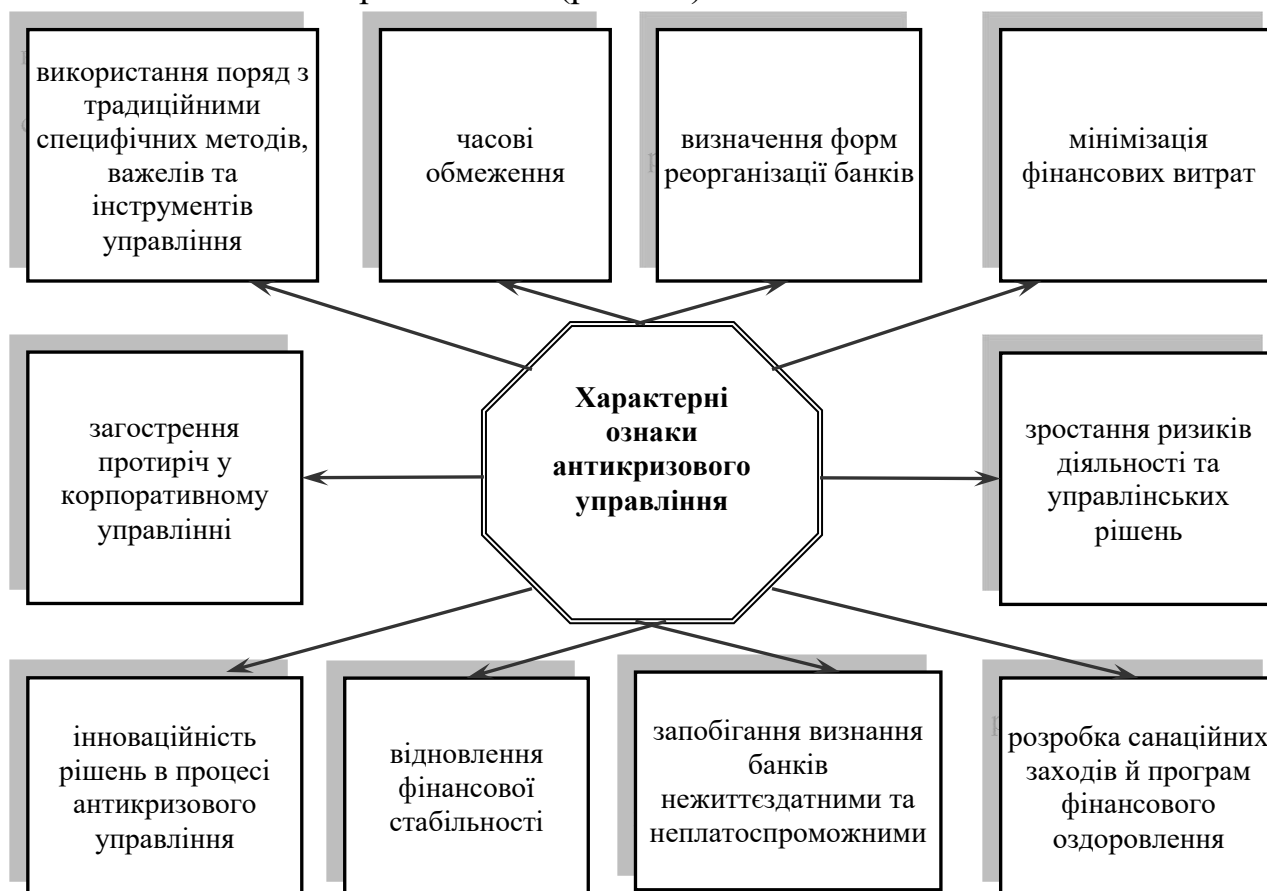 використання поряд з
традиційними
специфічних методів,
важелів та
інструментів
управління
часові
обмеження
визначення форм
реорганізації банків
мінімізація
фінансових витрат
загострення
протиріч у
корпоративному
управлінні
Характерні
ознаки
антикризового
управління
зростання ризиків
діяльності та
управлінських
рішень
інноваційність
рішень в процесі
антикризового
управління
відновлення
фінансової
стабільності
запобігання визнання
банків
нежиттєздатними та
неплатоспроможними
розробка санаційних
заходів й програм
фінансового
оздоровлення